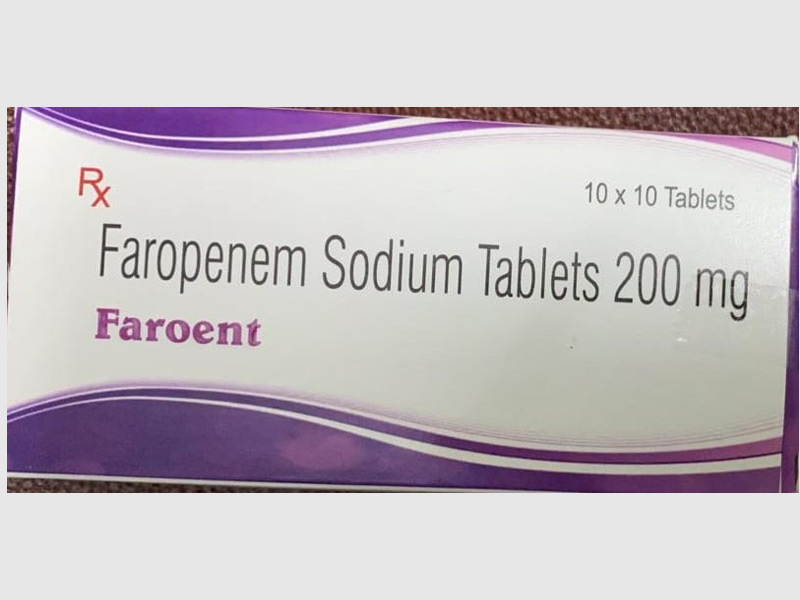 Rx
10 x 10 Tablets
Faropenem Sodium Tablets 200 mg
Faroent